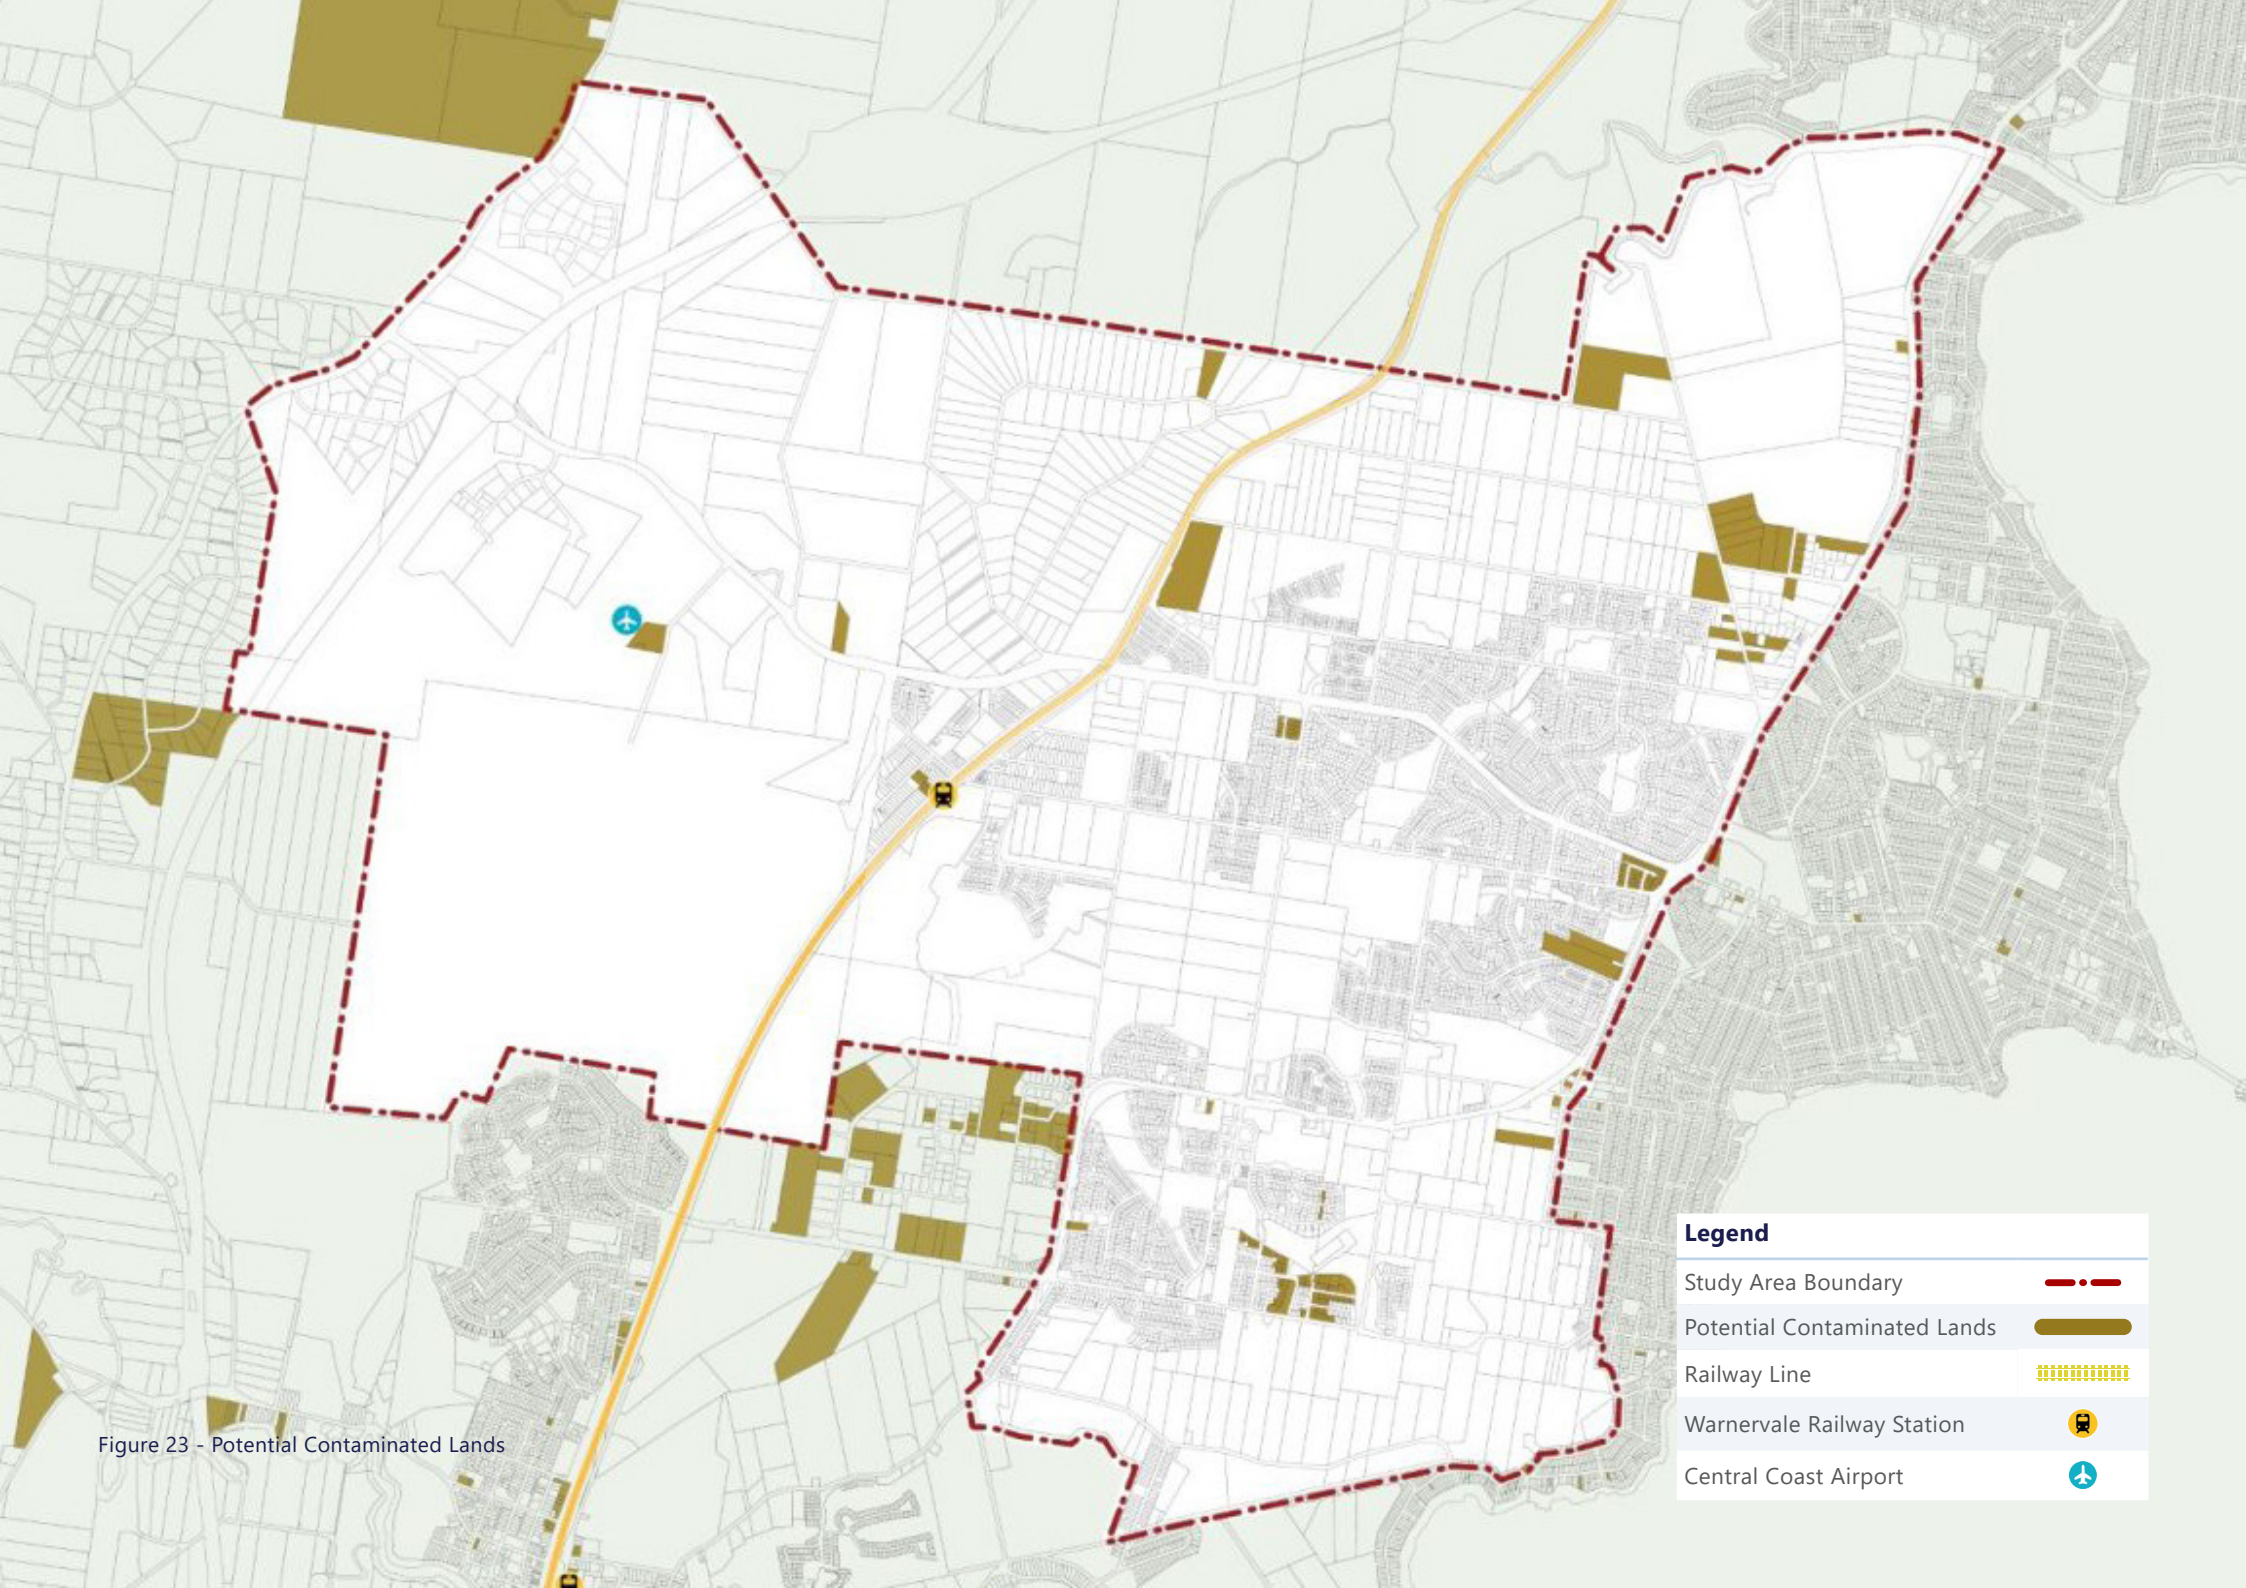 Legend
Study Area Boundary
Potential Contaminated Lands
Railway Line
Warnervale Railway Station
Central Coast Airport
Figure 23 - Potential Contaminated Lands